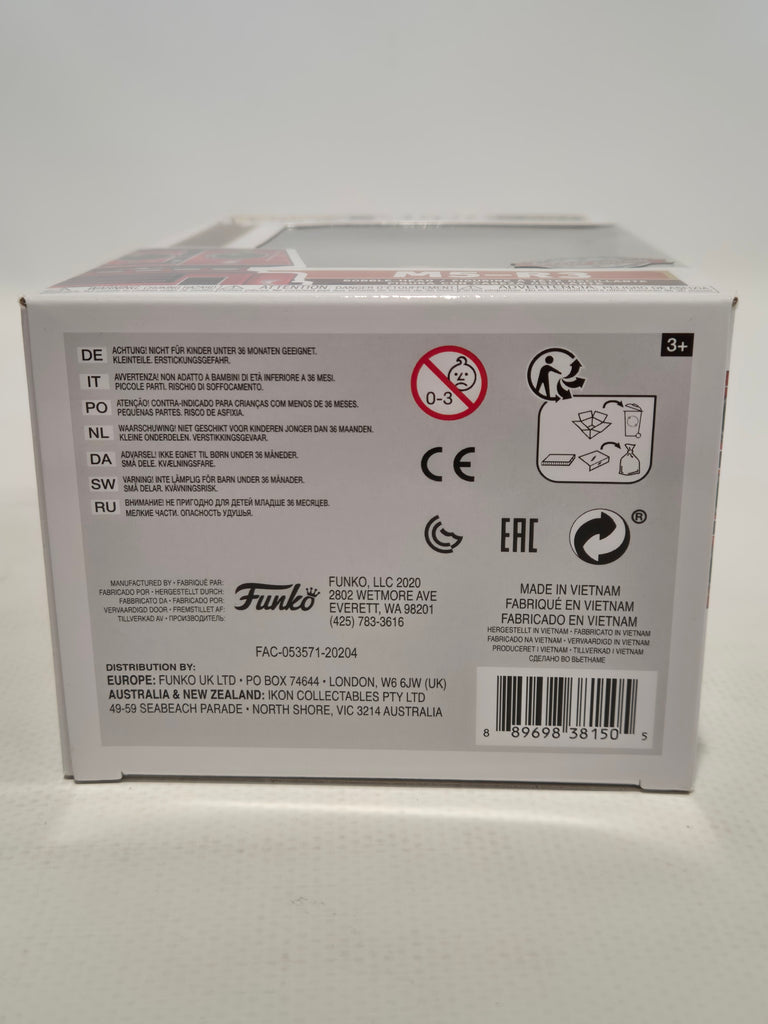 M5-R3
DE ACHTUNG! NICHT FÜR KINDER UNTER 36 MONATEN GEEIGNET.
KLEINTEILE. ERSTICKUNGSGEFAHR.
IT AVVERTENZA! NON ADATTO A BAMBINI DI ETÀ INFERIORE A 36 MESI.
PICCOLE PARTI. RISCHIO DI SOFFOCAMENTO.
PO ATENÇÃO! CONTRA-INDICADO PARA CRIANÇAS COM MENOS DE 36 MESES.
PEQUENAS PARTES. RISCO DE ASFIXIA.
NL WAARSCHUWING! NIET GESCHIKT VOOR KINDEREN JONGER DAN 36 MAANDEN.
KLEINE ONDERDELEN. VERSTIKKINGSGEVAAR.
DA ADVARSEL! IKKE EGNET TIL BØRN UNDER 36 MÅNEDER.
SMÅ DELE. KVÆLNINGSFARE.
SW VARNING! INTE LÄMPLIG FÖR BARN UNDER 36 MÅNADER.
SMÅ DELAR. KVÄVNINGSRISK.
RU ВНИМАНИЕ! НЕ ПРИГОДНО ДЛЯ ДЕТЕЙ МЛАДШЕ 36 МЕСЯЦЕВ.
МЕЛКИЕ ЧАСТИ. ОПАСНОСТЬ УДУШЬЯ.
0-3
3+
CE
EAC
®
MANUFACTURED BY • FABRIQUÉ PAR:
FABRICADO POR • HERGESTELLT DURCH:
FABBRICATO DA • FABRICADO POR:
VERVAARDIGD DOOR • FREMSTILLET AF:
TILLVERKAD AV • ПРОИЗВОДИТЕЛЬ:
Funko
FUNKO, LLC 2020
2802 WETMORE AVE
EVERETT, WA 98201
(425) 783-3616
FAC-053571-20204
DISTRIBUTION BY:
EUROPE: FUNKO UK LTD • PO BOX 74644 • LONDON, W6 6JW (UK)
AUSTRALIA & NEW ZEALAND: IKON COLLECTABLES PTY LTD
49-59 SEABEACH PARADE • NORTH SHORE, VIC 3214 AUSTRALIA
MADE IN VIETNAM
FABRIQUÉ EN VIETNAM
FABRICADO EN VIETNAM
HERGESTELLT IN VIETNAM • FABBRICATO IN VIETNAM
FABRICADO NA VIETNAM • VERVAARDIGD IN VIETNAM
PRODUCERET I VIETNAM • TILLVERKAD I VIETNAM
СДЕЛАНО ВО ВЬЕТНАМЕ
8 89698 38150 5